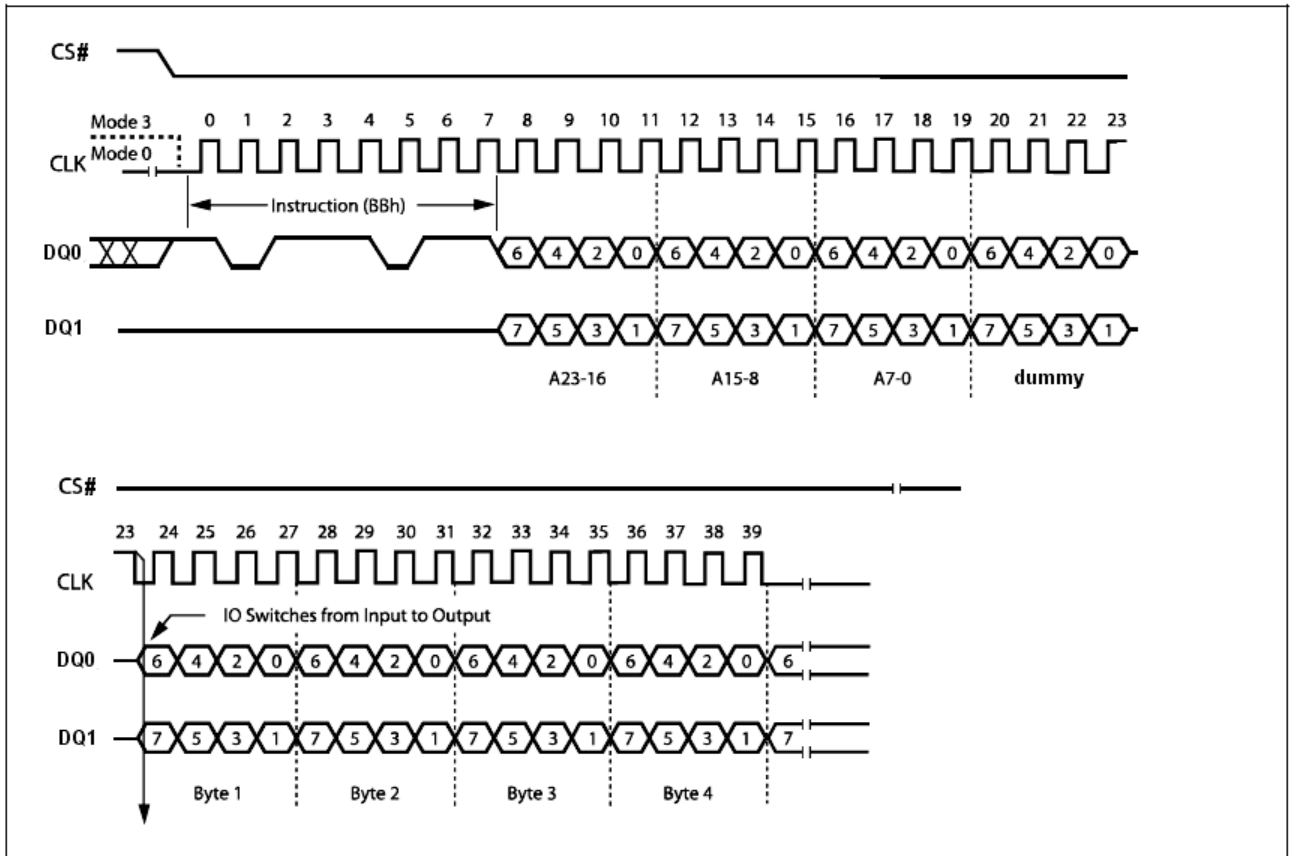 CS#
0 1 2 3 4 5 6 7 8 9 10 11 12 13 14 15 16 17 18 19 20 21 22 23
Mode 3
Mode 0
CLK
Instruction (BBh)
DQ0 6 4 2 0 6 4 2 0 6 4 2 0 6 4 2 0
DQ1 7 5 3 1 7 5 3 1 7 5 3 1 7 5 3 1
A23-16 A15-8 A7-0 dummy
CS#
23 24 25 26 27 28 29 30 31 32 33 34 35 36 37 38 39
CLK
IO Switches from Input to Output
DQ0 6 4 2 0 6 4 2 0 6 4 2 0 6 4 2 0 6
DQ1 7 5 3 1 7 5 3 1 7 5 3 1 7 5 3 1 7
Byte 1 Byte 2 Byte 3 Byte 4